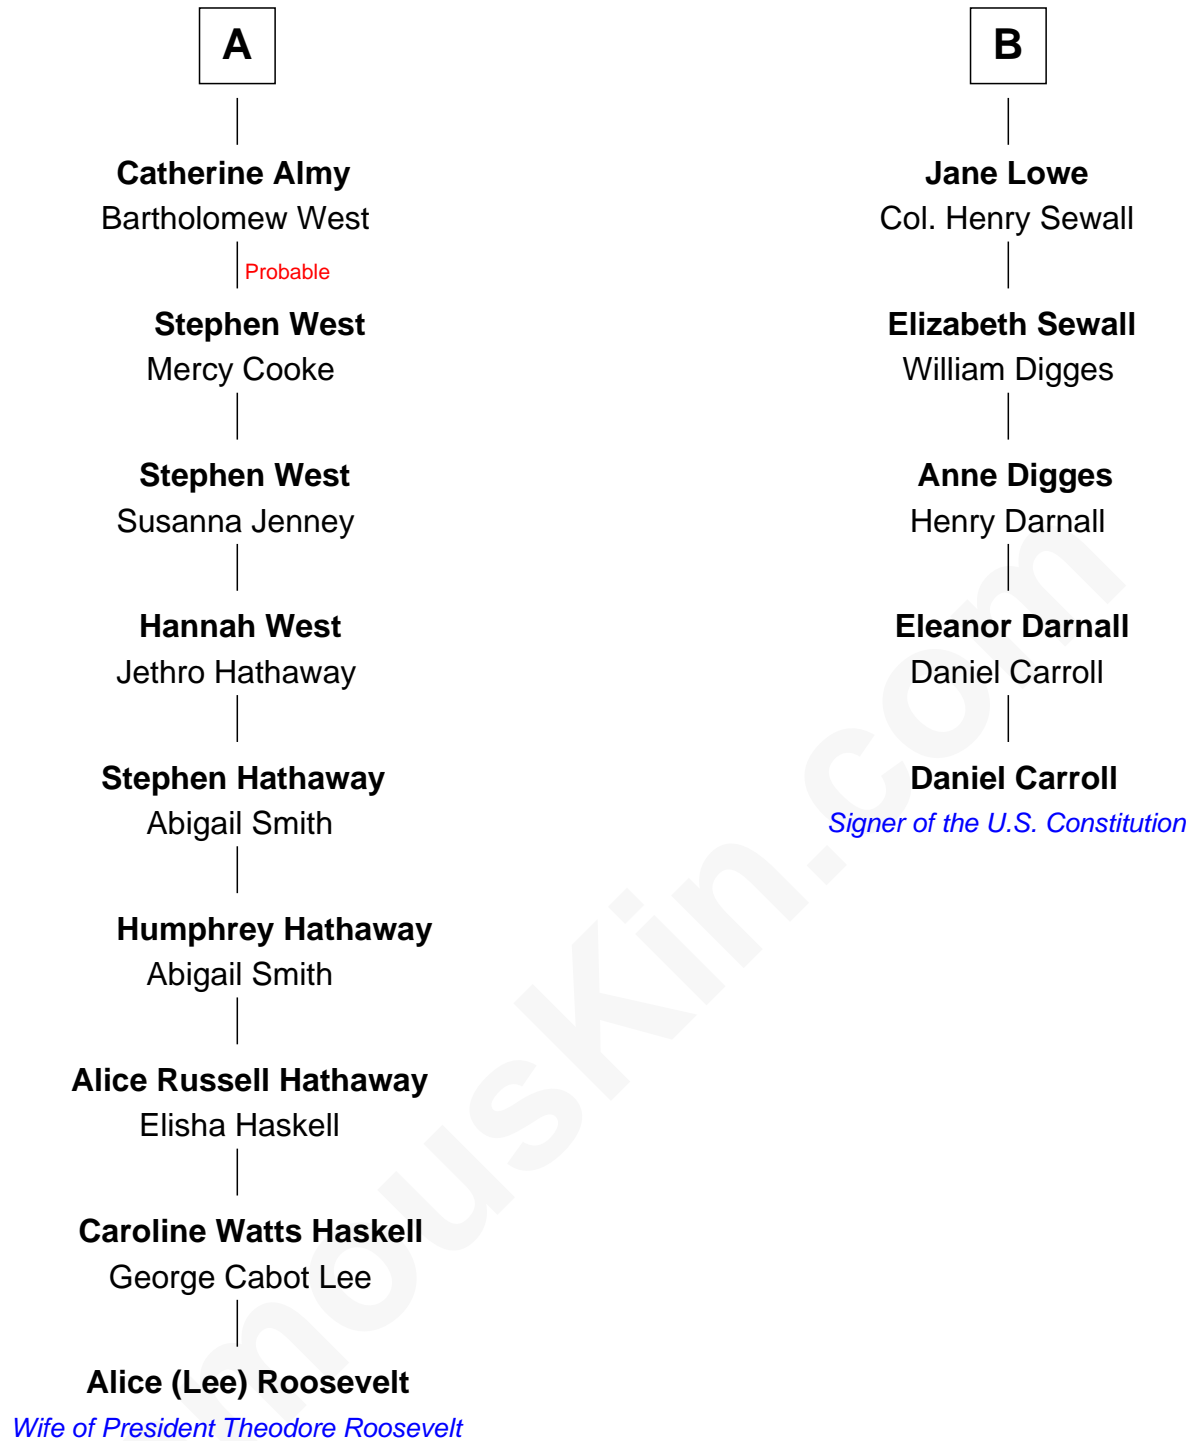 A
Catherine Almy
Bartholomew West
Probable
Stephen West
Mercy Cooke
Stephen West
Susanna Jenney
Hannah West
Jethro Hathaway
Stephen Hathaway
Abigail Smith
Humphrey Hathaway
Abigail Smith
Alice Russell Hathaway
Elisha Haskell
Caroline Watts Haskell
George Cabot Lee
Alice (Lee) Roosevelt
Wife of President Theodore Roosevelt
B
Jane Lowe
Col. Henry Sewall
Elizabeth Sewall
William Digges
Anne Digges
Henry Darnall
Eleanor Darnall
Daniel Carroll
Daniel Carroll
Signer of the U.S. Constitution
mousKin.com